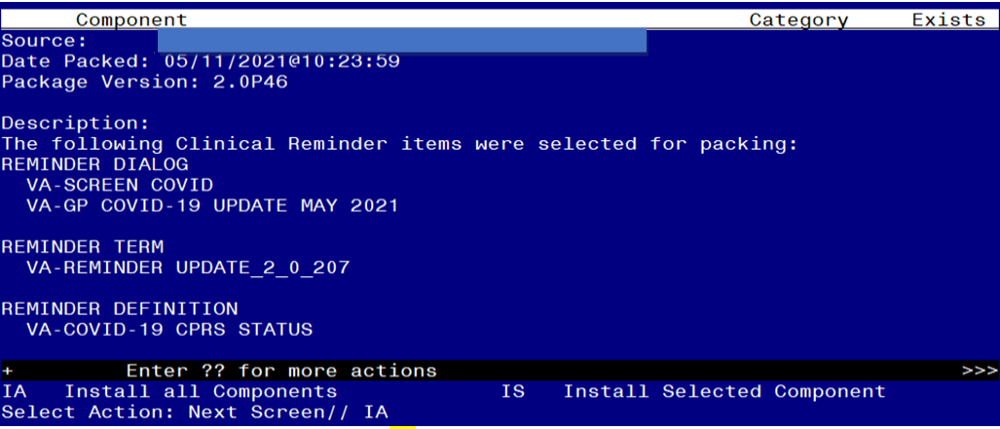 Component Category Exists
Source:
Date Packed: 05/11/2021@10:23:59
Package Version: 2.0P46
Description:
The following Clinical Reminder items were selected for packing:
REMINDER DIALOG
VA-SCREEN COVID
VA-GP COVID-19 UPDATE MAY 2021
REMINDER TERM
VA-REMINDER UPDATE_2_0_207
REMINDER DEFINITION
VA-COVID-19 CPRS STATUS
+ Enter ?? for more actions >>>
IA Install all Components IS Install Selected Component
Select Action: Next Screen// IA